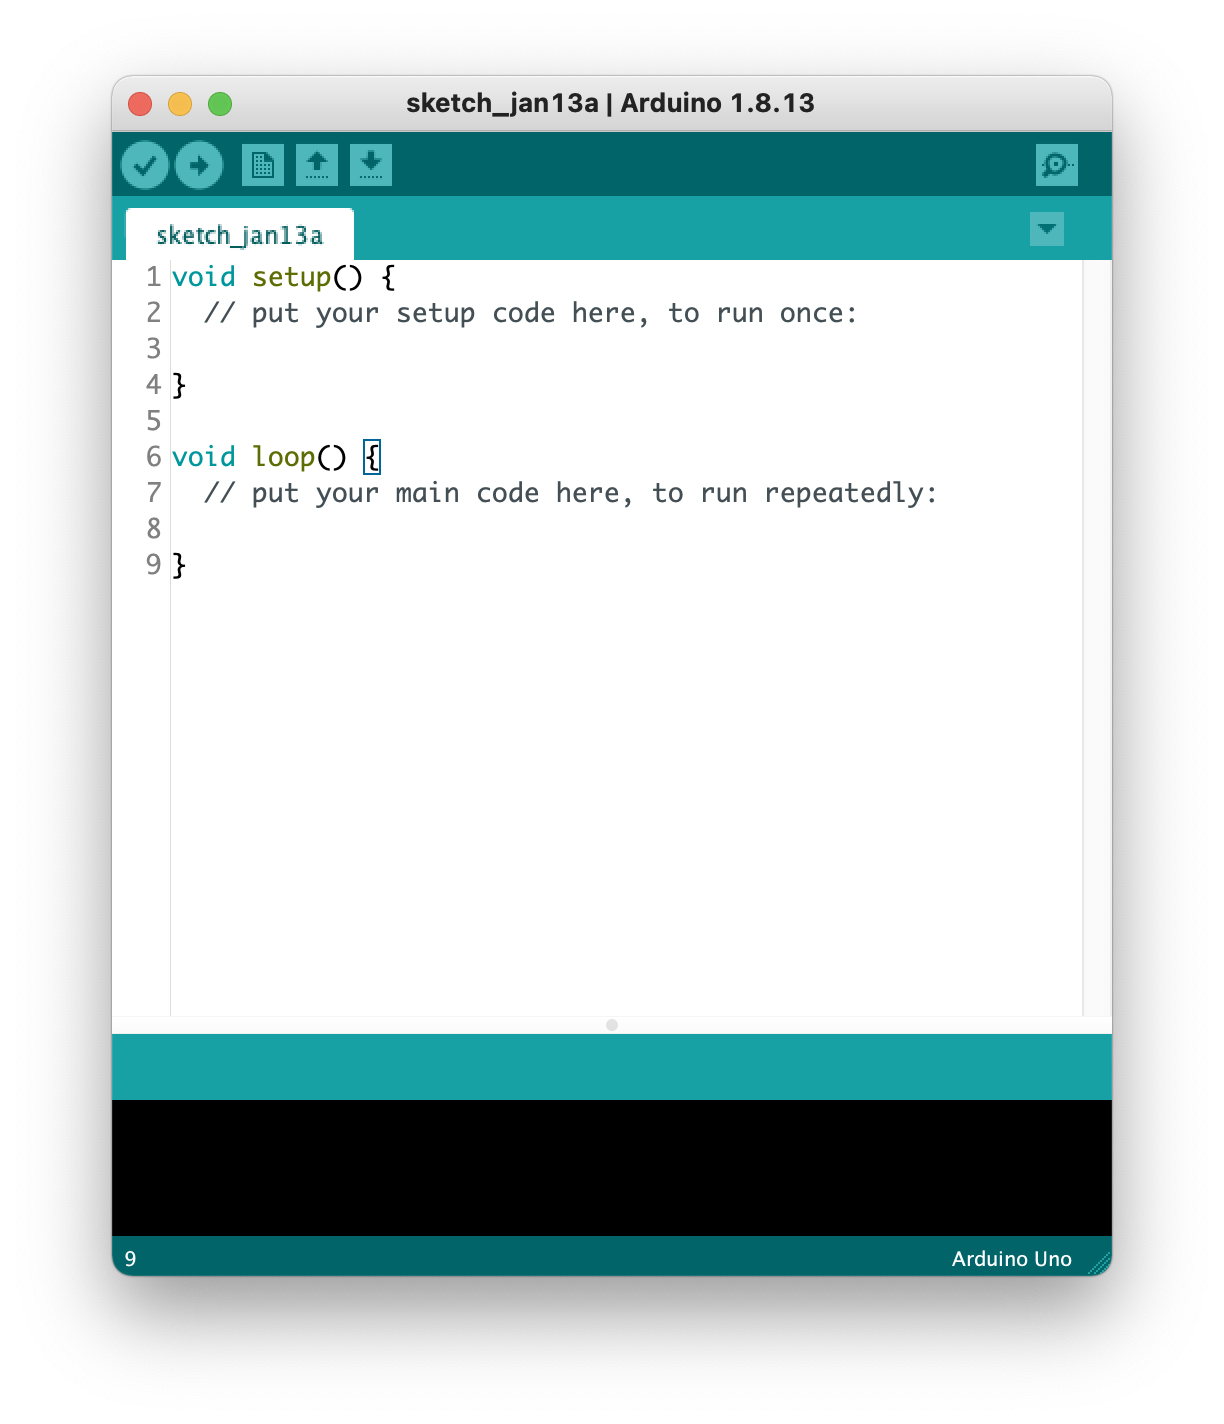 sketch_jan13a | Arduino 1.8.13
sketch_jan13a
1 void setup() {
2   // put your setup code here, to run once:
3
4 }
5
6 void loop() {
7   // put your main code here, to run repeatedly:
8
9 }
9 Arduino Uno